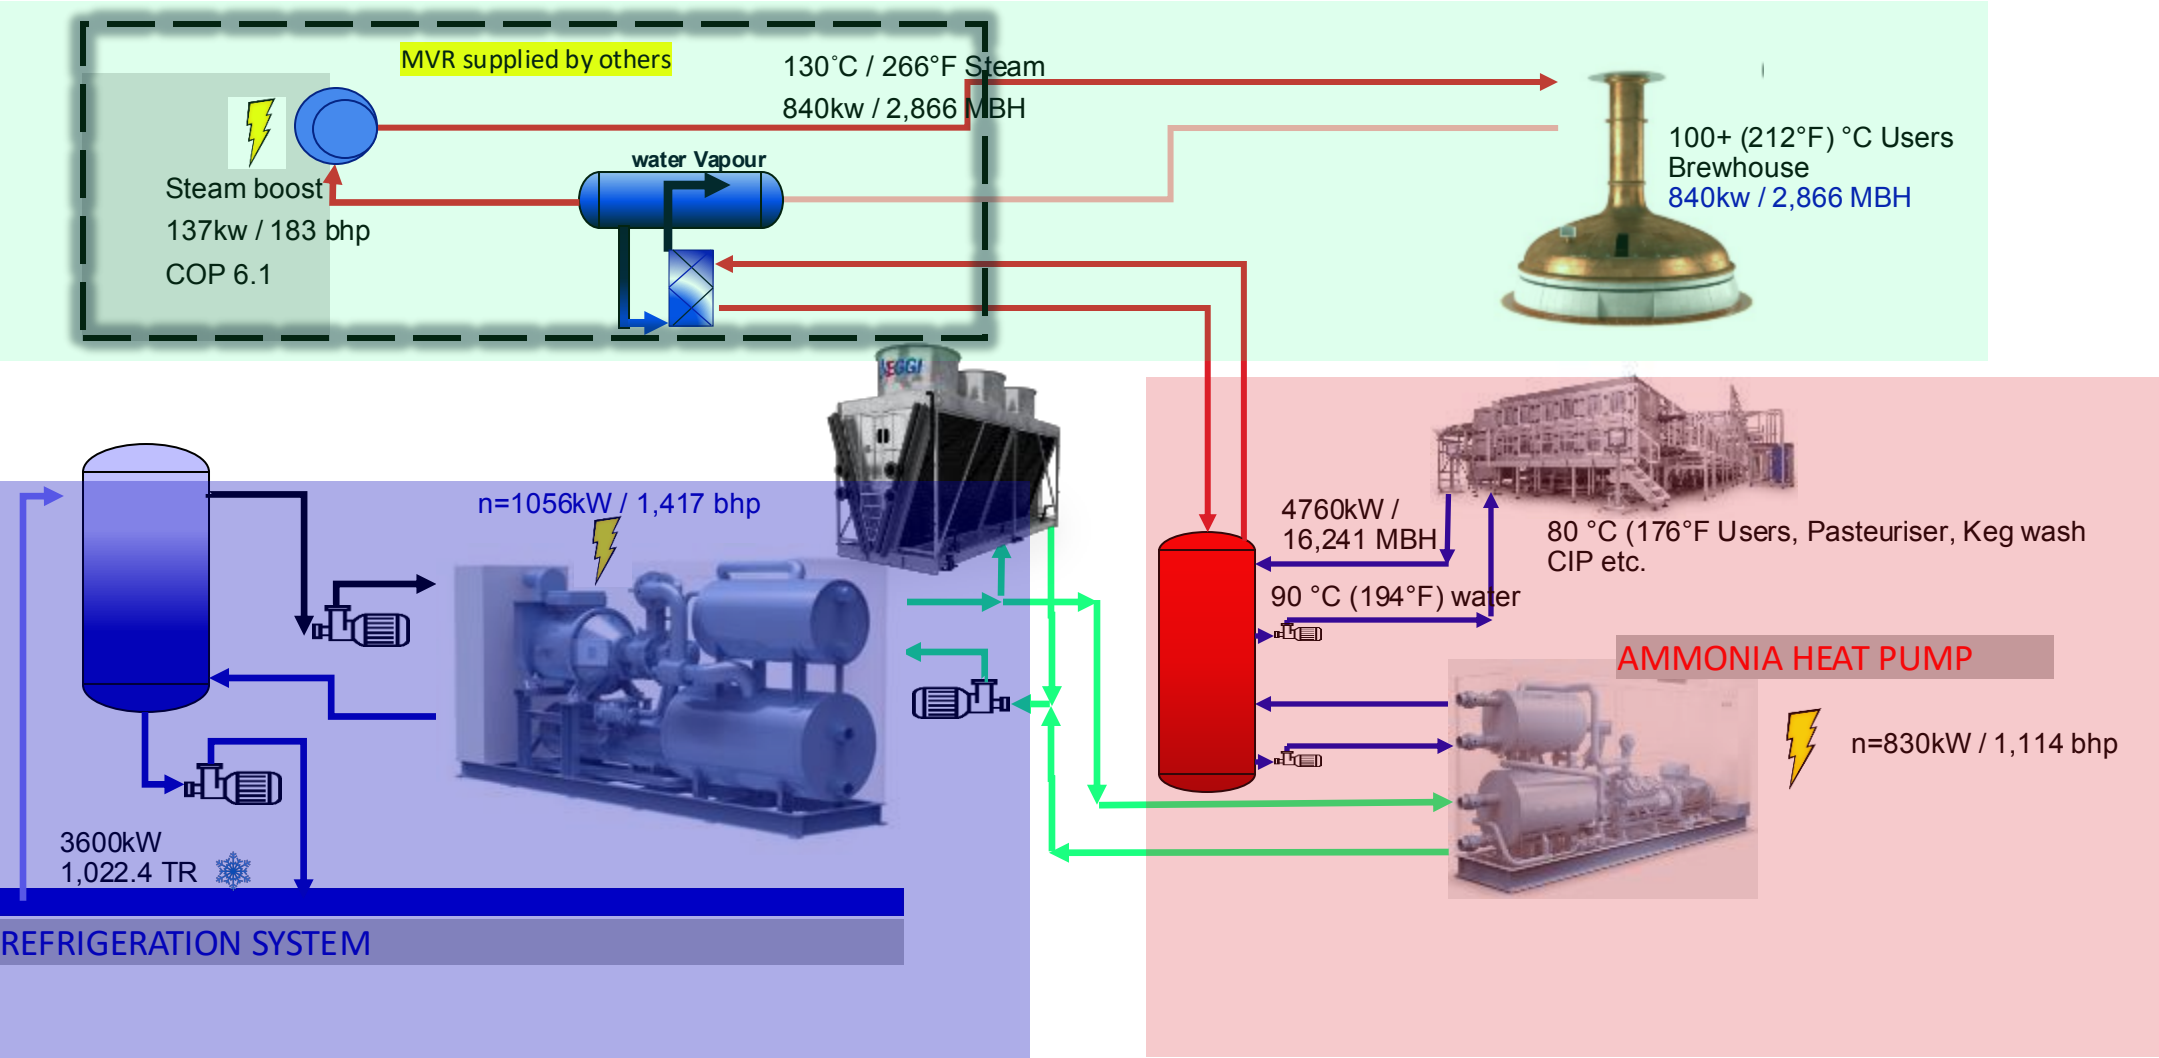 MVR supplied by others
130°C / 266°F Steam
840kw / 2,866 MBH
water Vapour
Steam boost
137kw / 183 bhp
COP 6.1
100+ (212°F) °C Users
Brewhouse
840kw / 2,866 MBH
n=1056kW / 1,417 bhp
4760kW /
16,241 MBH
80 °C (176°F Users, Pasteuriser, Keg wash
CIP etc.
90 °C (194°F) water
AMMONIA HEAT PUMP
n=830kW / 1,114 bhp
3600kW
1,022.4 TR
REFRIGERATION SYSTEM